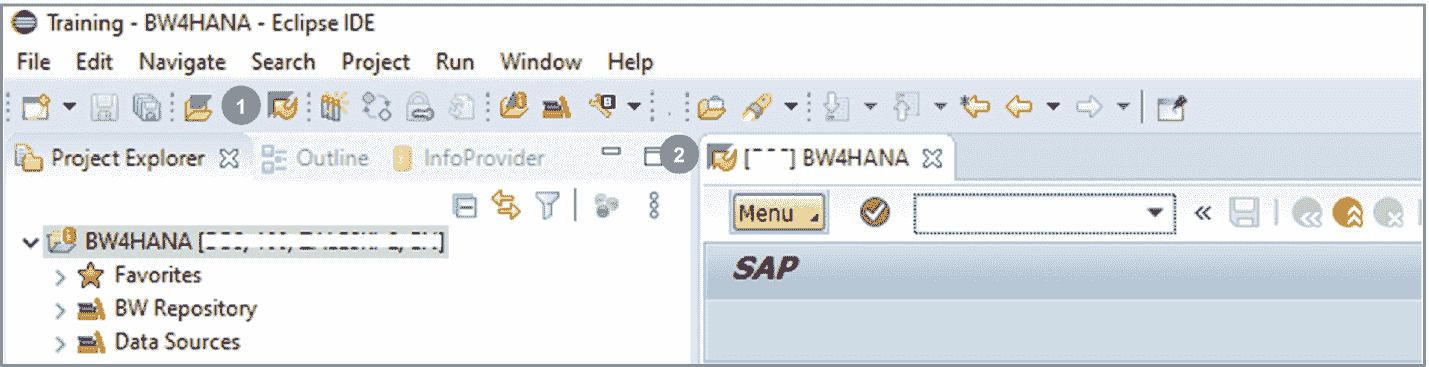 Training - BW4HANA - Eclipse IDE
File Edit Navigate Search Project Run Window Help
1
Project Explorer Outline InfoProvider
2
[ ] BW4HANA
Menu
SAP
BW4HANA [
Favorites
BW Repository
Data Sources